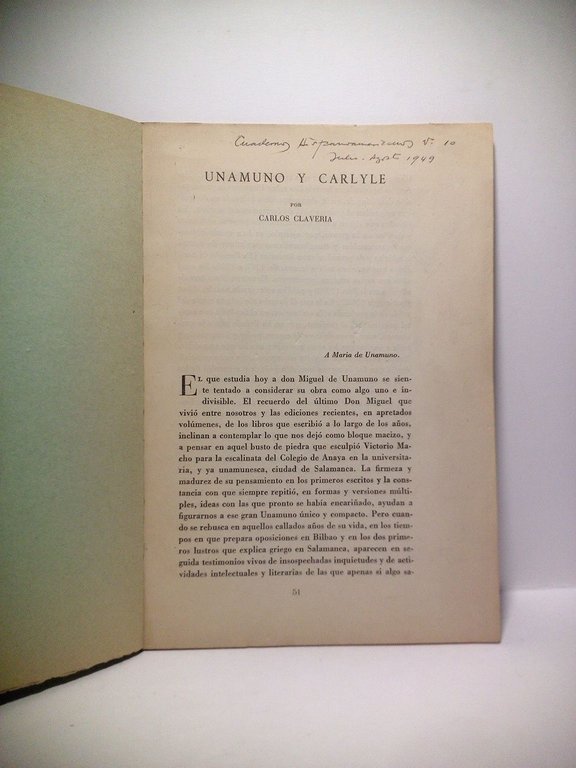 Cuadernos Hispanoamericanos V. 10
Julio-Agosto 1949
UNAMUNO Y CARLYLE
POR
CARLOS CLAVERIA
A Maria de Unamuno.
EL que estudia hoy a don Miguel de Unamuno se sien-
te tentado a considerar su obra como algo uno e in-
divisible. El recuerdo del último Don Miguel que
vivió entre nosotros y las ediciones recientes, en apretados
volúmenes, de los libros que escribió a lo largo de los años,
inclinan a contemplar lo que nos dejó como bloque macizo, y
a pensar en aquel busto de piedra que esculpió Victorio Ma-
cho para la escalinata del Colegio de Anaya en la universita-
ria, y ya unamunesca, ciudad de Salamanca. La firmeza y
madurez de su pensamiento en los primeros escritos y la cons-
tancia con que siempre repitió, en formas y versiones múlti-
ples, ideas con las que pronto se había encariñado, ayudan a
figurarnos a ese gran Unamuno único y compacto. Pero cuan-
do se rebusca en aquellos callados años de su vida, en los tiem-
pos en que prepara oposiciones en Bilbao y en los dos prime-
ros lustros que explica griego en Salamanca, aparecen en se-
guida testimonios vivos de insospechadas inquietudes y de acti-
vidades intelectuales y literarias de las que apenas si algo sa-
51